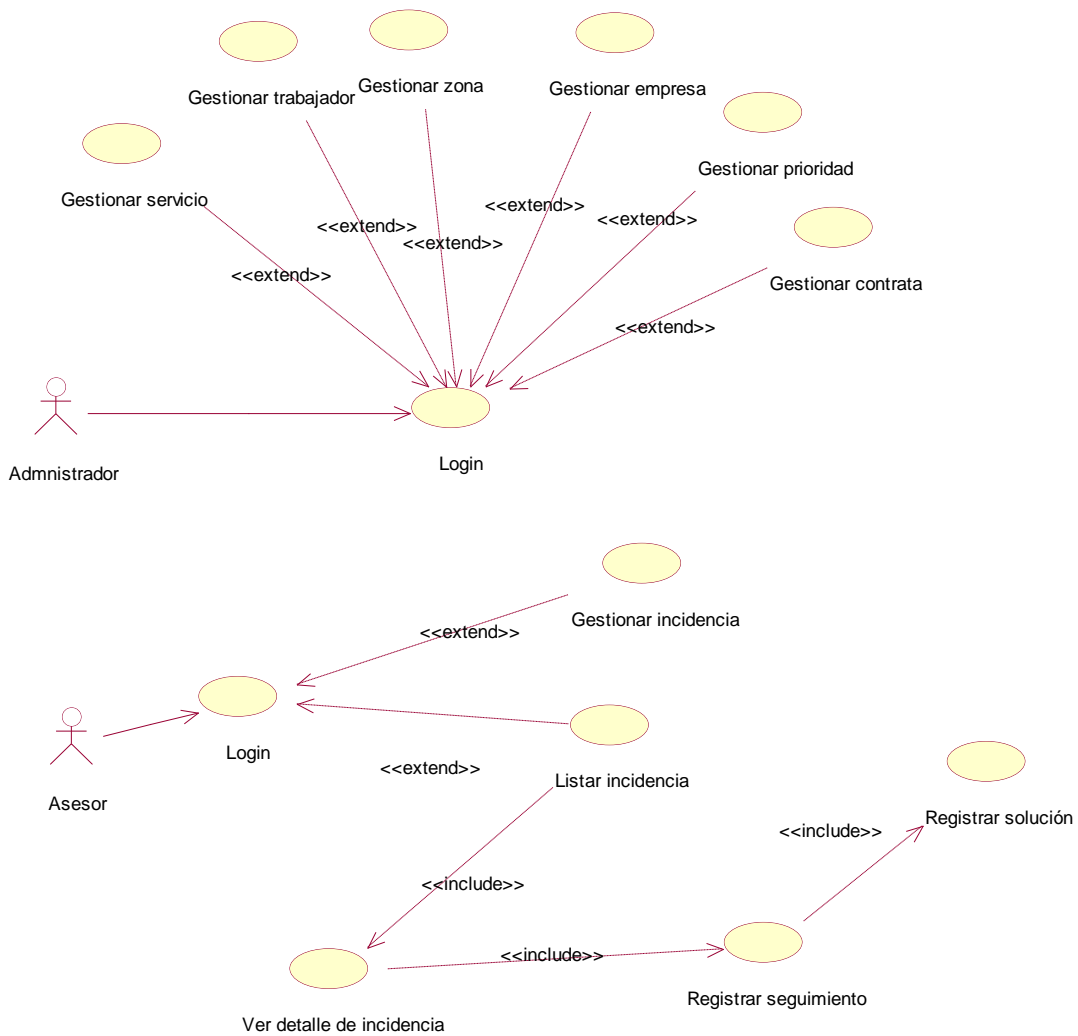 Gestionar zona
Gestionar empresa
Gestionar trabajador
Gestionar prioridad
Gestionar servicio
<<extend>>
<<extend>>
<<extend>>
<<extend>>
<<extend>>
Gestionar contrata
<<extend>>
Login
Admnistrador
Gestionar incidencia
<<extend>>
Login
<<extend>>
Listar incidencia
Asesor
Registrar solución
<<include>>
<<include>>
<<include>>
Registrar seguimiento
Ver detalle de incidencia